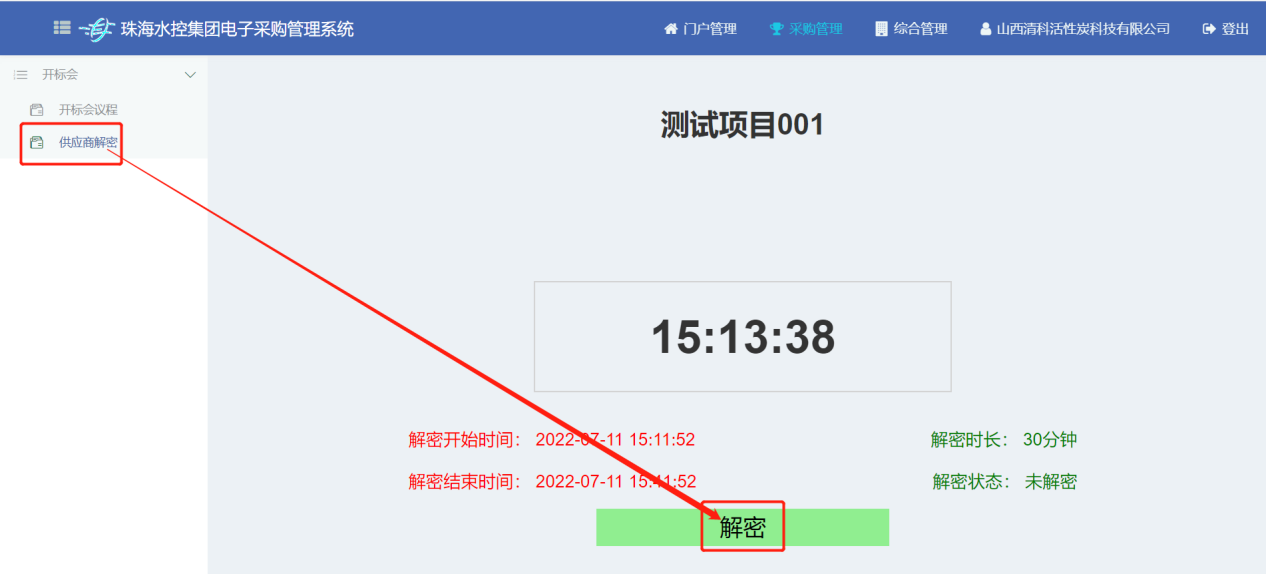 珠海水控集团电子采购管理系统 门户管理 采购管理 综合管理 山西清科活性炭科技有限公司 登出
开标会
开标会议程
供应商解密
测试项目001
15:13:38
解密开始时间： 2022-07-11 15:11:52 解密时长： 30分钟
解密结束时间： 2022-07-11 15:41:52 解密状态： 未解密
解密